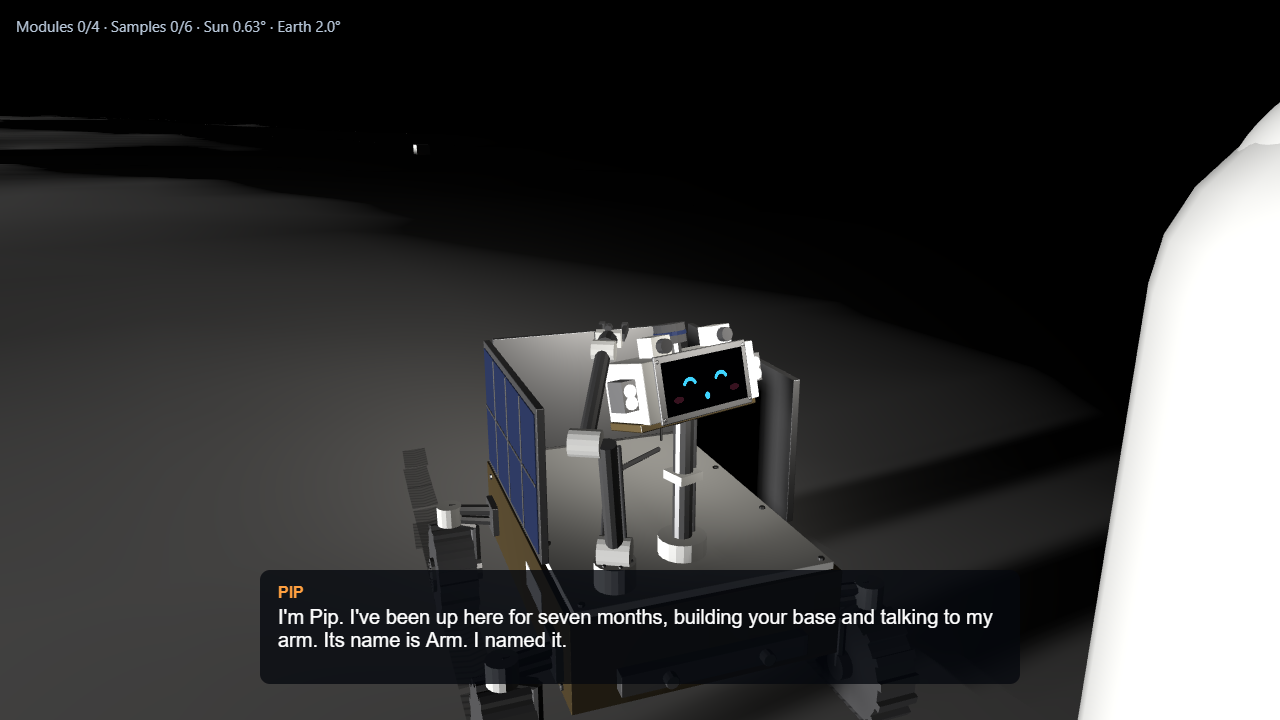 Modules 0/4 · Samples 0/6 · Sun 0.63° · Earth 2.0°
PIP
I'm Pip. I've been up here for seven months, building your base and talking to my
arm. Its name is Arm. I named it.